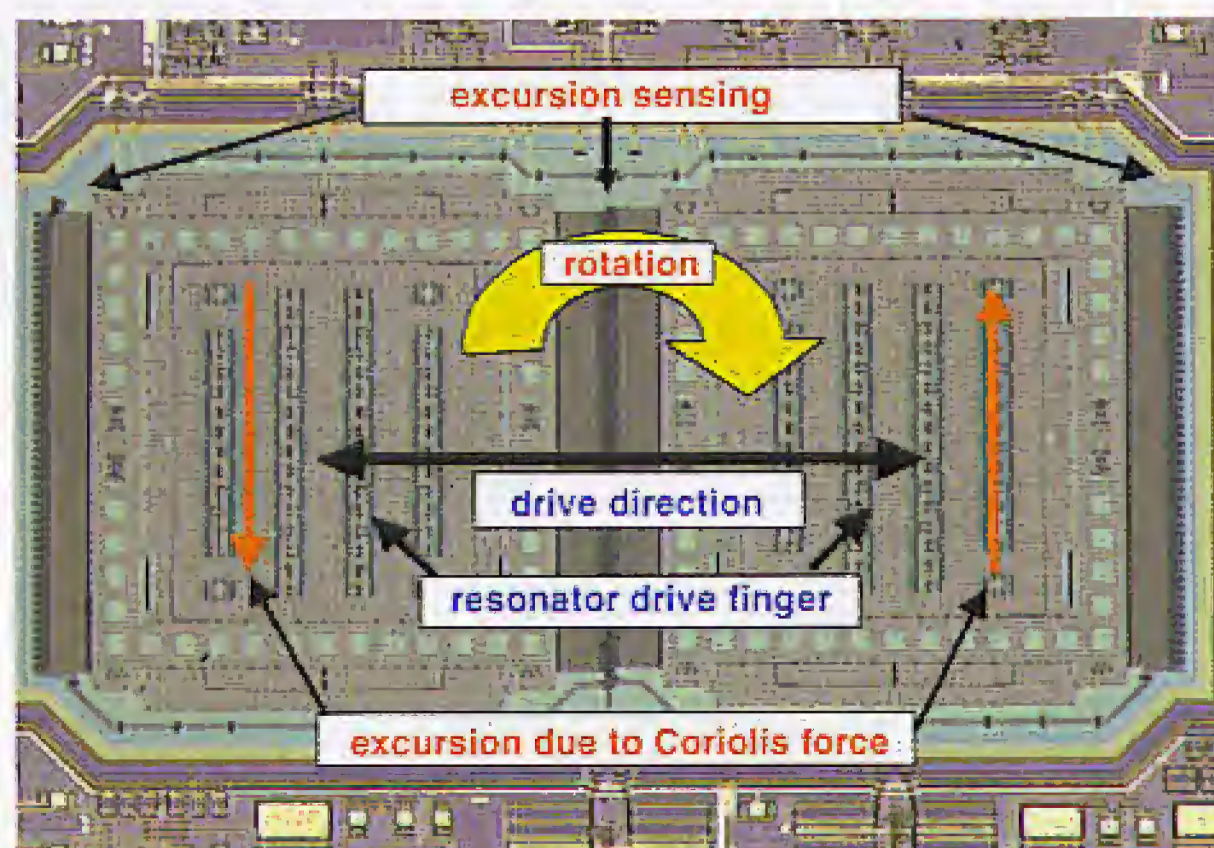 excursion sensing
rotation
drive direction
resonator drive finger
excursion due to Coriolis force